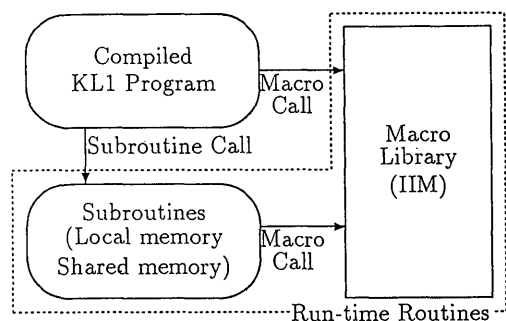 Compiled
KL1 Program
Macro
Call
Subroutine Call
Macro
Library
(IIM)
Subroutines
(Local memory
Shared memory)
Macro
Call
Run-time Routines